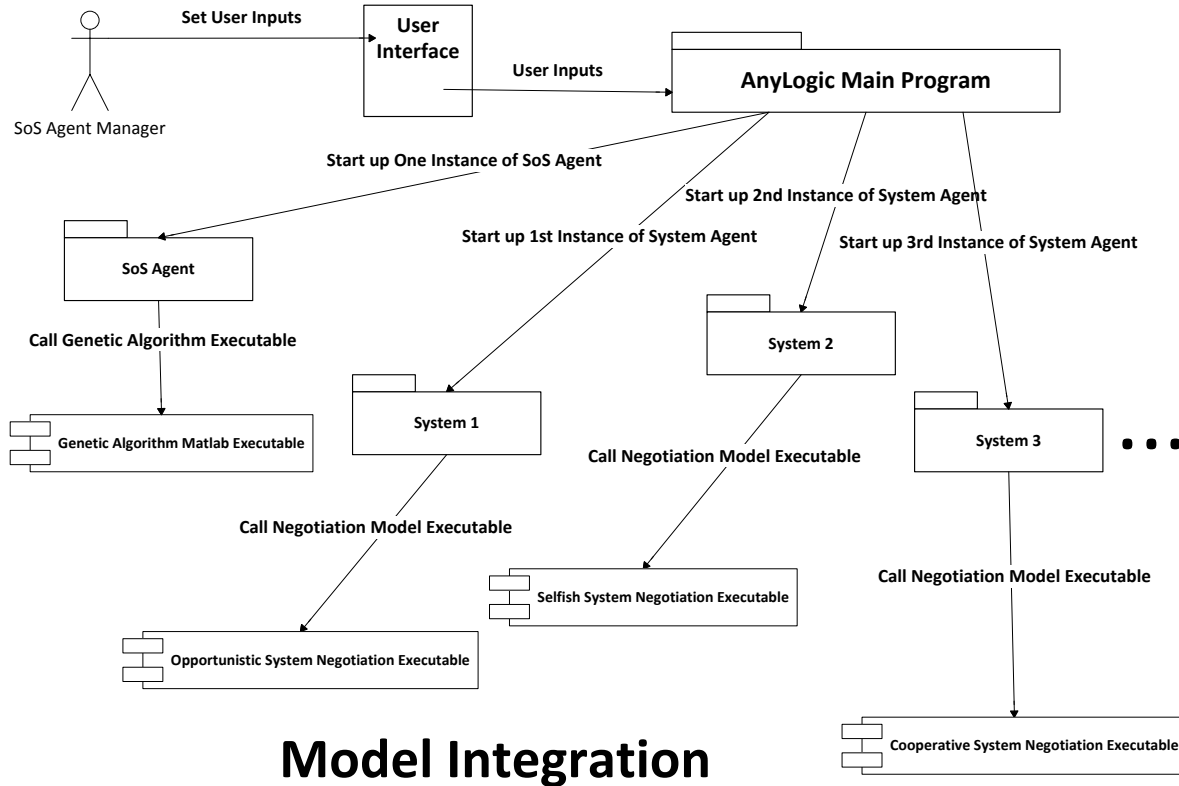 Set User Inputs
User
Interface
User Inputs
AnyLogic Main Program
SoS Agent Manager
Start up One Instance of SoS Agent
Start up 2nd Instance of System Agent
Start up 1st Instance of System Agent
Start up 3rd Instance of System Agent
SoS Agent
Call Genetic Algorithm Executable
System 2
System 1
System 3
Genetic Algorithm Matlab Executable
Call Negotiation Model Executable
Call Negotiation Model Executable
Call Negotiation Model Executable
Selfish System Negotiation Executable
Opportunistic System Negotiation Executable
Cooperative System Negotiation Executable
Model Integration